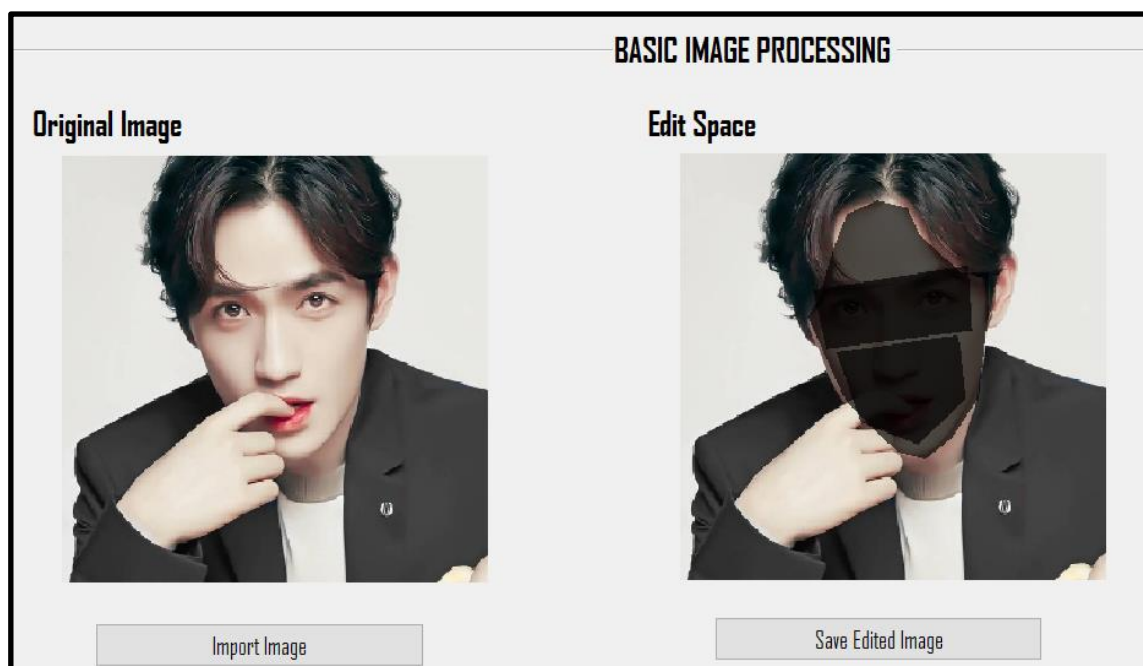 BASIC IMAGE PROCESSING
Original Image
Edit Space
Import Image
Save Edited Image